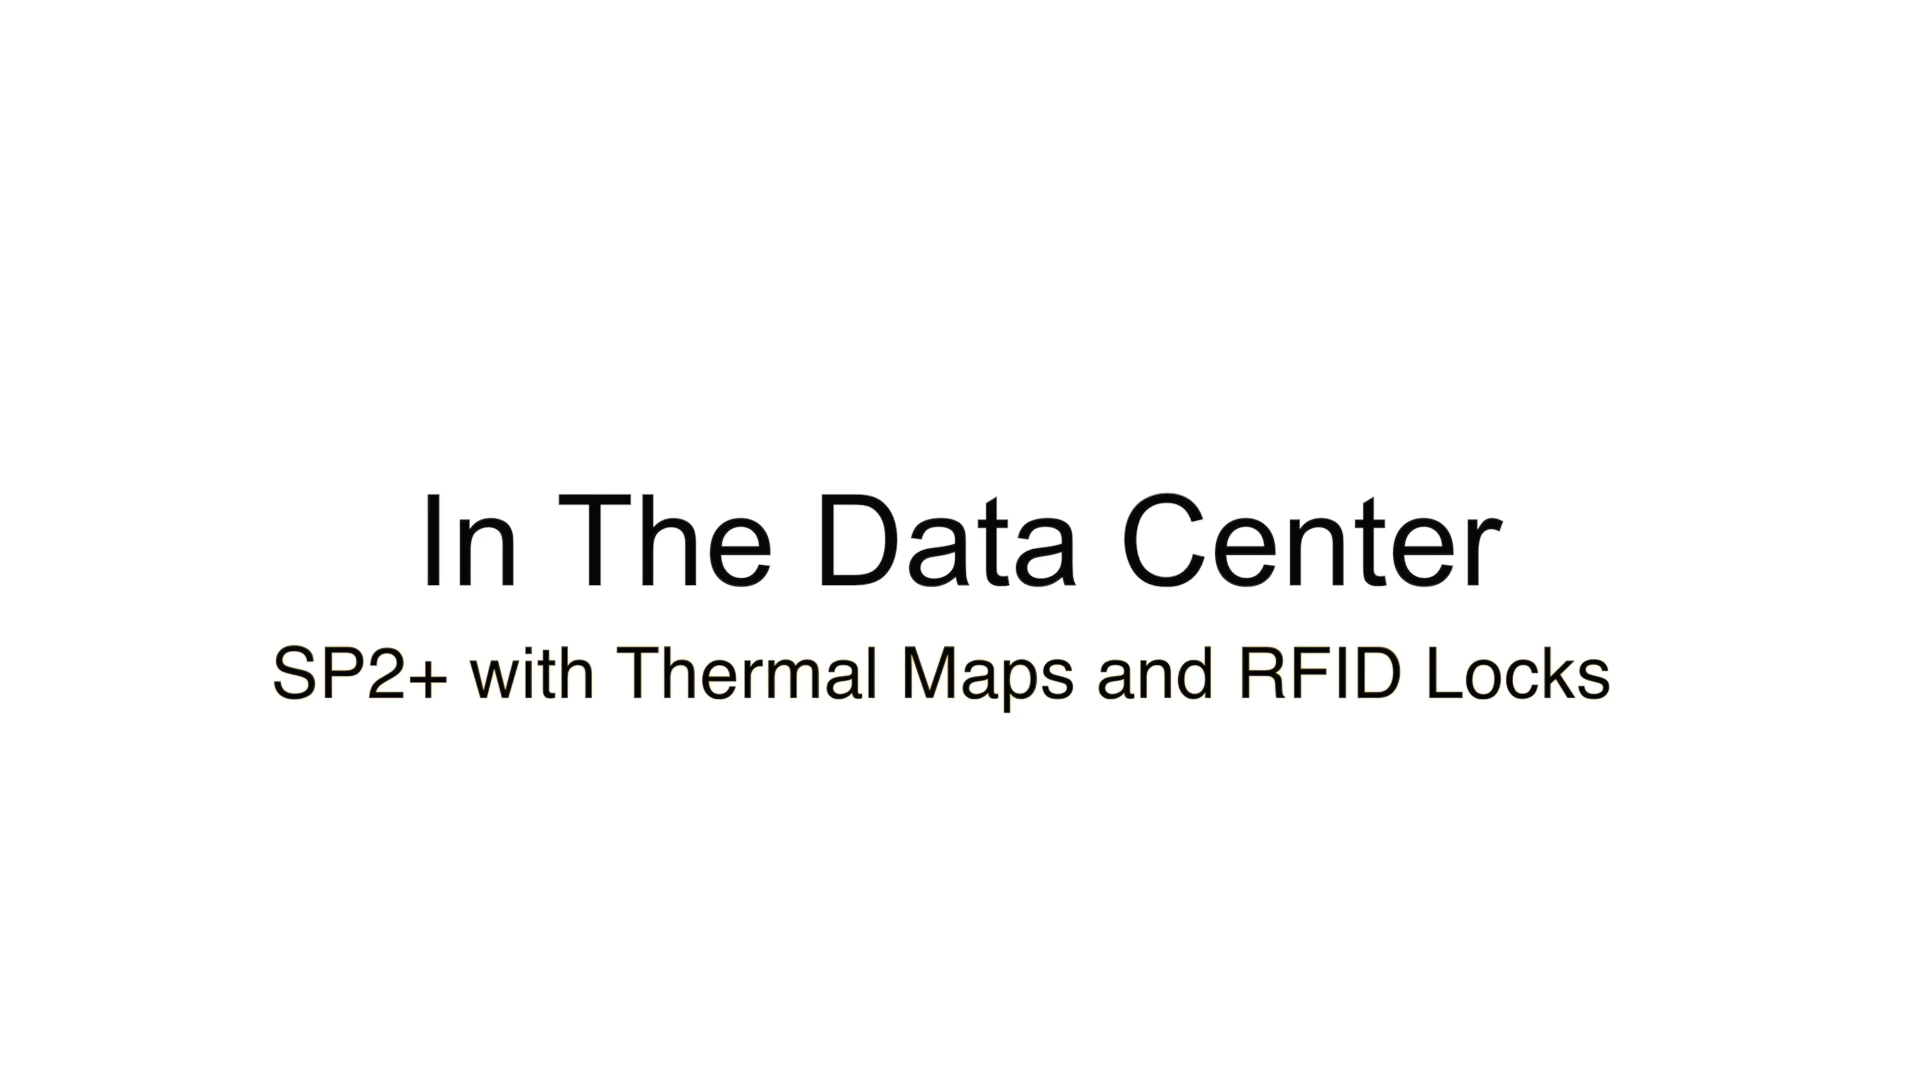 In The Data Center
SP2+ with Thermal Maps and RFID Locks